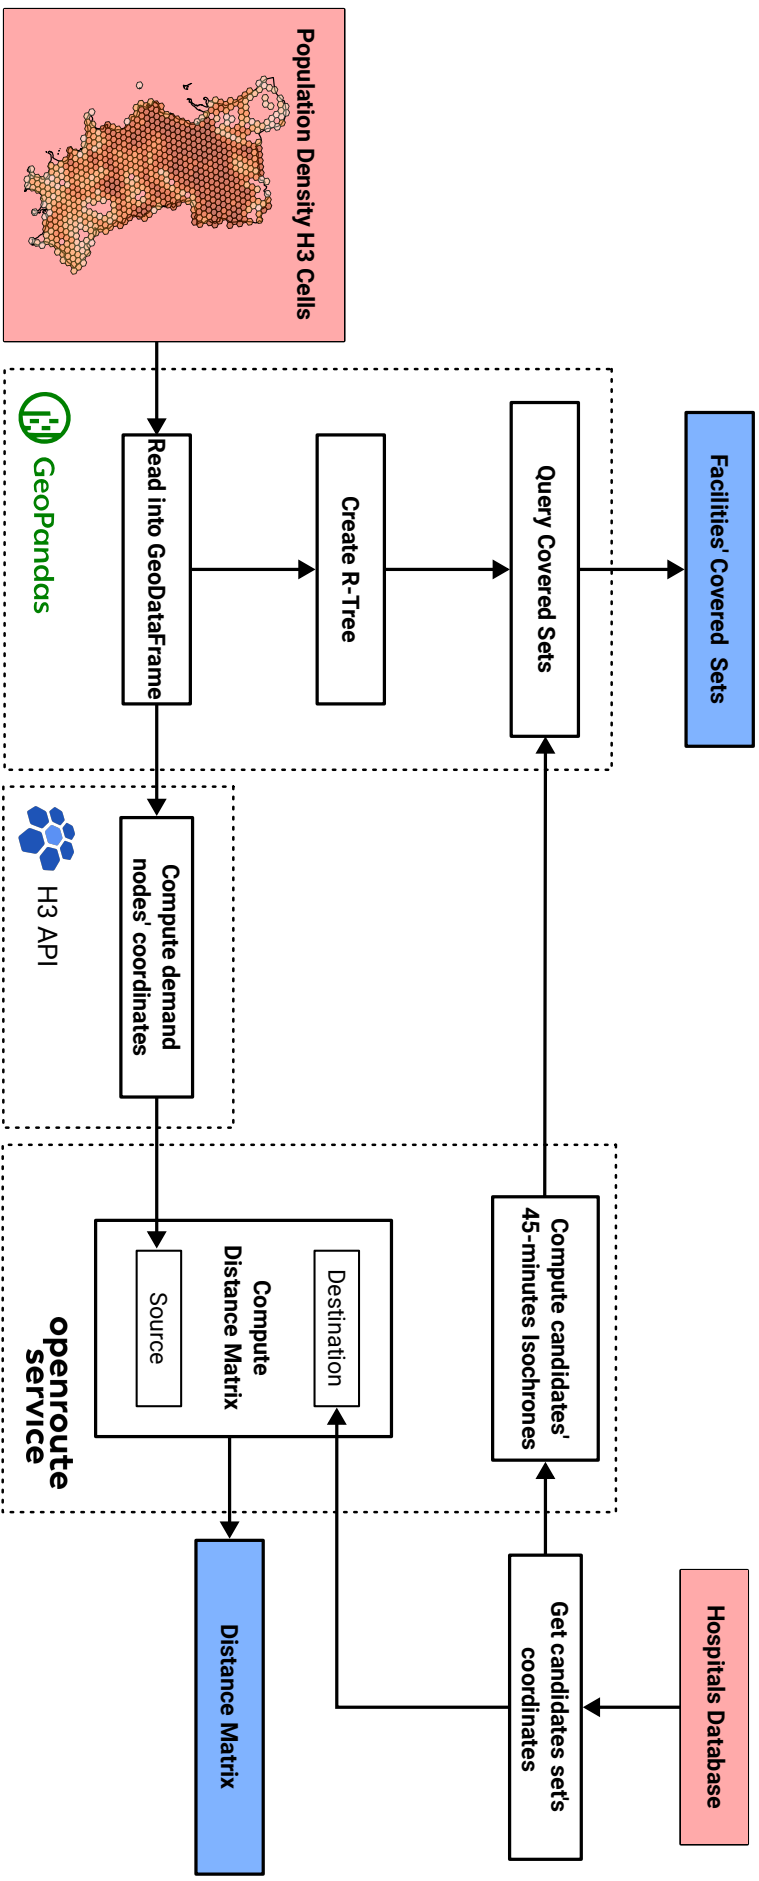 Population Density H3 Cells
Facilities' Covered Sets
Query Covered Sets
Create R-Tree
Read into GeoDataFrame
GeoPandas
Compute demand
nodes' coordinates
H3 API
Compute candidates'
45-minutes Isochrones
Destination
Compute
Distance Matrix
Source
openroute
service
Hospitals Database
Get candidates set's
coordinates
Distance Matrix